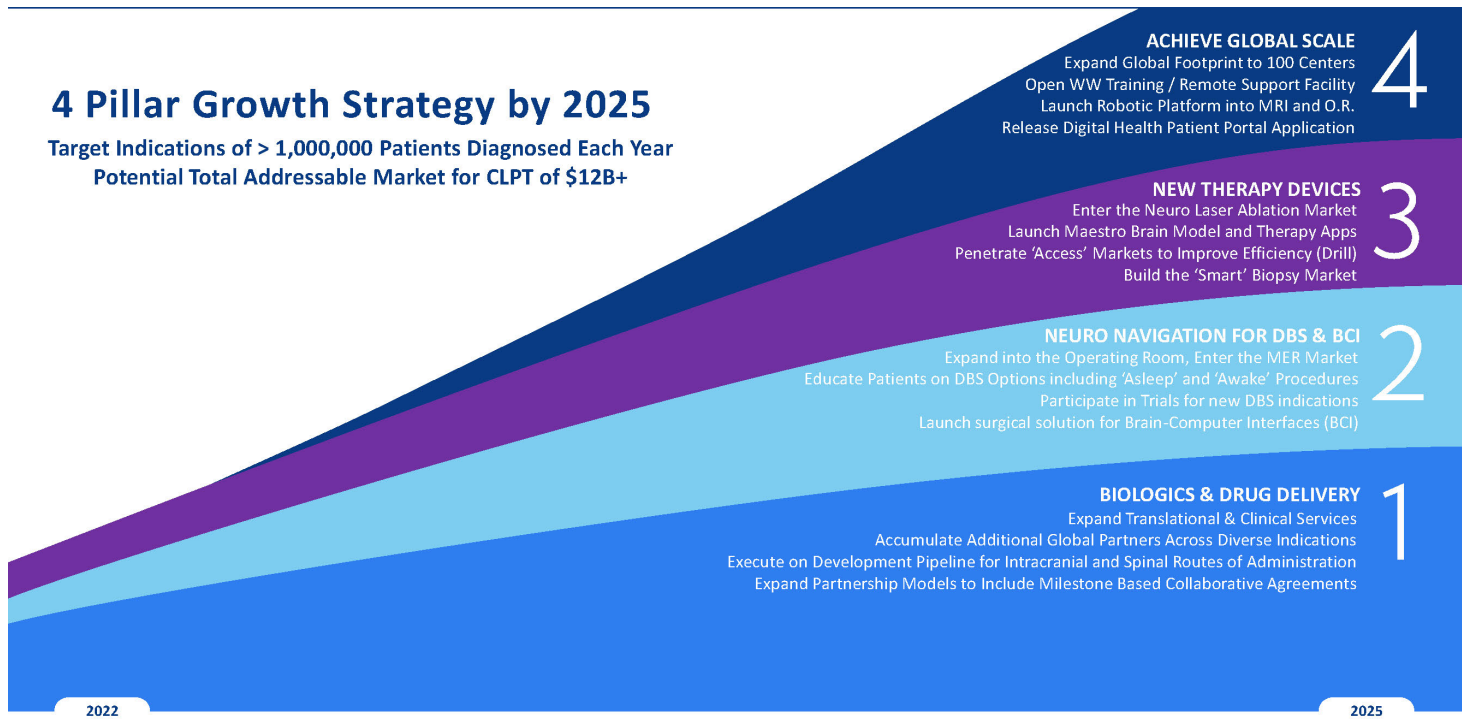 4 Pillar Growth Strategy by 2025
Target Indications of > 1,000,000 Patients Diagnosed Each Year
Potential Total Addressable Market for CLPT of $12B+
ACHIEVE GLOBAL SCALE
Expand Global Footprint to 100 Centers
Open WW Training / Remote Support Facility
Launch Robotic Platform into MRI and O.R.
Release Digital Health Patient Portal Application
4
NEW THERAPY DEVICES
Enter the Neuro Laser Ablation Market
Launch Maestro Brain Model and Therapy Apps
Penetrate ‘Access’ Markets to Improve Efficiency (Drill)
Build the ‘Smart’ Biopsy Market
3
NEURO NAVIGATION FOR DBS & BCI
Expand into the Operating Room, Enter the MER Market
Educate Patients on DBS Options including ‘Asleep’ and ‘Awake’ Procedures
Participate in Trials for new DBS indications
Launch surgical solution for Brain-Computer Interfaces (BCI)
2
BIOLOGICS & DRUG DELIVERY
Expand Translational & Clinical Services
Accumulate Additional Global Partners Across Diverse Indications
Execute on Development Pipeline for Intracranial and Spinal Routes of Administration
Expand Partnership Models to Include Milestone Based Collaborative Agreements
1
2022
2025